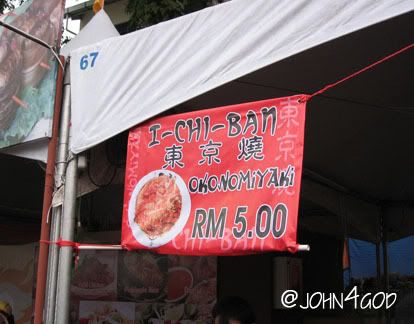 67
I-CHI-BAN
東京燒
OKONOMiYAKi
RM 5.00
@JOHN4GOD